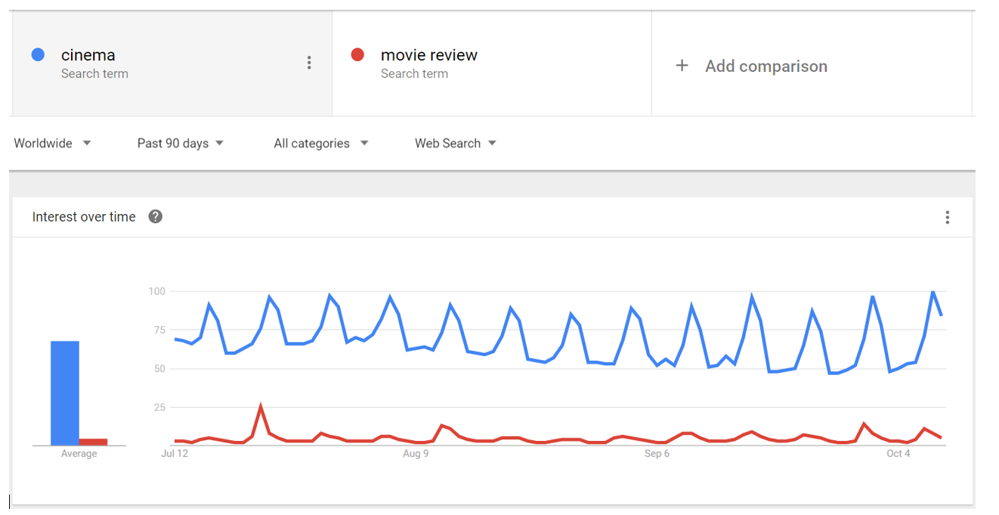 cinema
Search term
movie review
Search term
+ Add comparison
Worldwide
Past 90 days
All categories
Web Search
Interest over time ?
100
75
50
25
Average
Jul 12
Aug 9
Sep 6
Oct 4